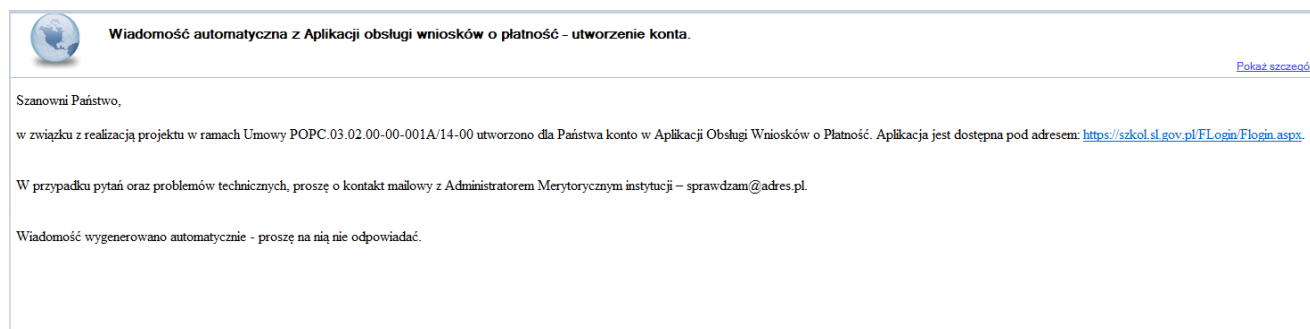 Wiadomość automatyczna z Aplikacji obsługi wniosków o płatność - utworzenie konta.
Pokaż szczegó
Szanowni Państwo,
w związku z realizacją projektu w ramach Umowy POPC.03.02.00-00-001A/14-00 utworzono dla Państwa konto w Aplikacji Obsługi Wniosków o Płatność. Aplikacja jest dostępna pod adresem: https://szkol.sl.gov.pl/FLogin/Flogin.aspx.
W przypadku pytań oraz problemów technicznych, proszę o kontakt mailowy z Administratorem Merytorycznym instytucji – sprawdzam@adres.pl.
Wiadomość wygenerowano automatycznie - proszę na nią nie odpowiadać.